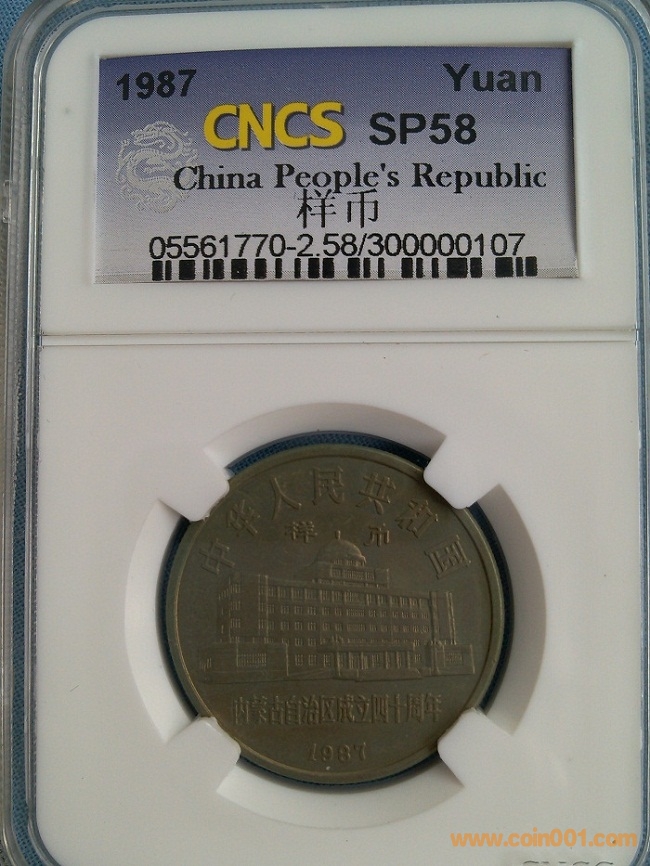 1987 Yuan
CNCS SP58
China People's Republic
样币
05561770-2.58/300000107
中华人民共和国
样 币
内蒙古自治区成立四十周年
1987
www.coin001.com